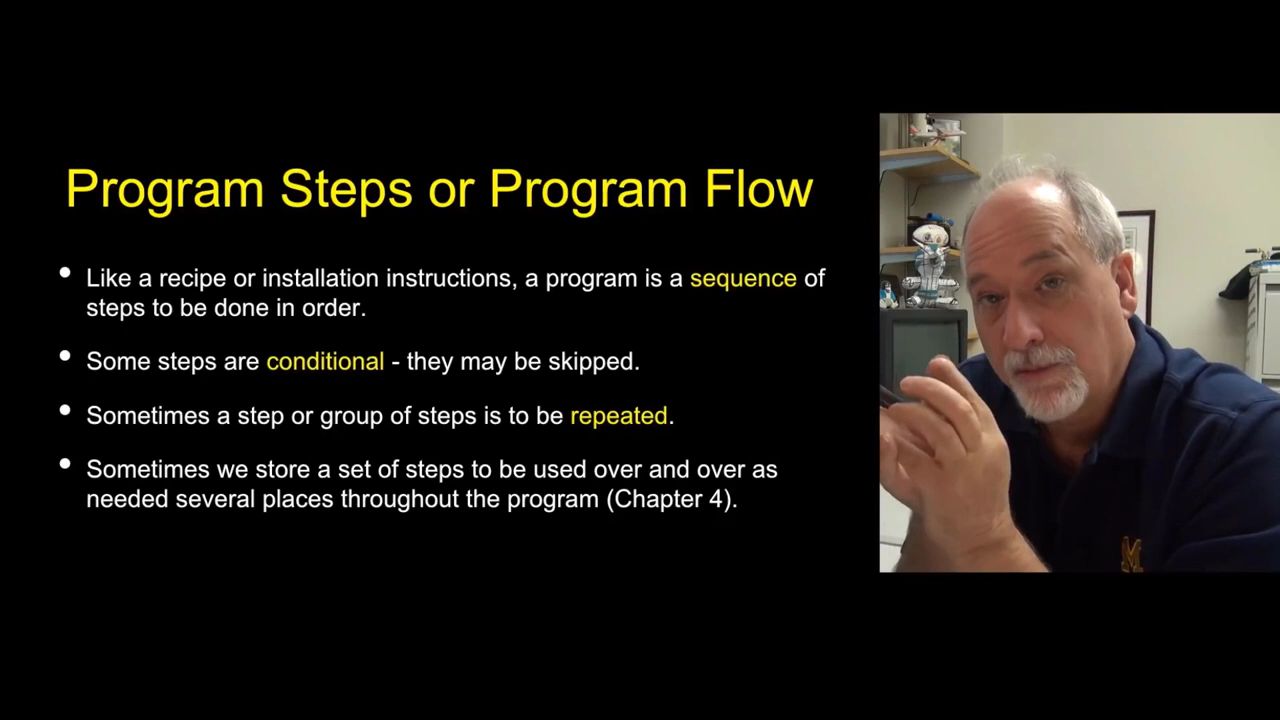 Program Steps or Program Flow
• Like a recipe or installation instructions, a program is a sequence of
steps to be done in order.
• Some steps are conditional - they may be skipped.
• Sometimes a step or group of steps is to be repeated.
• Sometimes we store a set of steps to be used over and over as
needed several places throughout the program (Chapter 4).
M